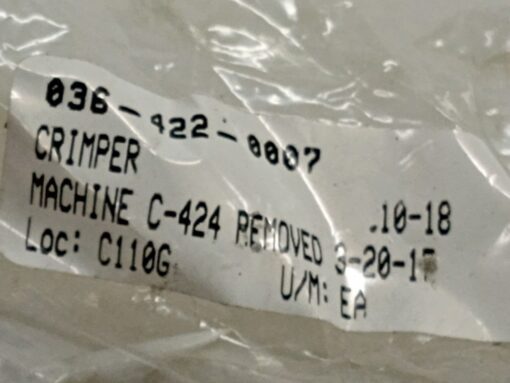 036-422-0007
CRIMPER .10-18
MACHINE C-424 REMOVED 3-20-17
Loc: C110G U/M: EA